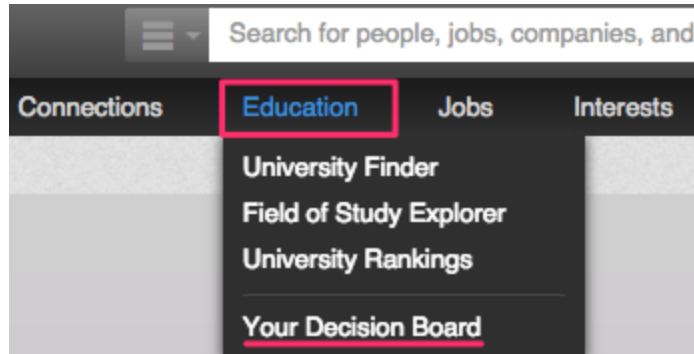 Search for people, jobs, companies, and
Connections Education Jobs Interests
University Finder
Field of Study Explorer
University Rankings
Your Decision Board